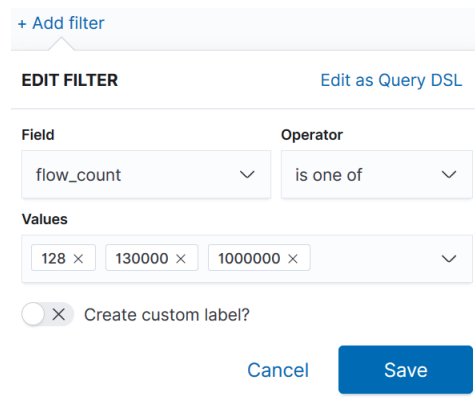 + Add filter
EDIT FILTER Edit as Query DSL
Field Operator
flow_count is one of
Values
128 × 130000 × 1000000 ×
Create custom label?
Cancel Save